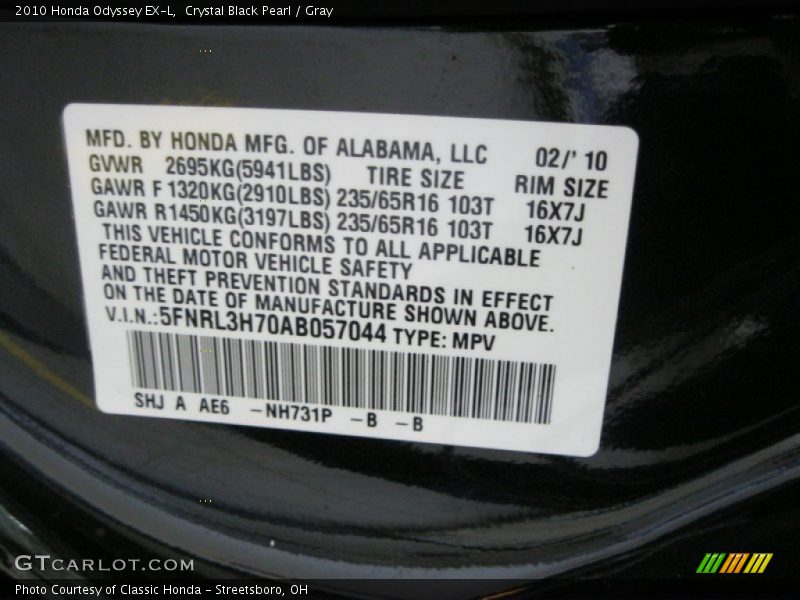 2010 Honda Odyssey EX-L,  Crystal Black Pearl / Gray
MFD. BY HONDA MFG. OF ALABAMA, LLC 02/' 10
GVWR 2695KG(5941LBS) TIRE SIZE RIM SIZE
GAWR F 1320KG(2910LBS) 235/65R16 103T 16X7J
GAWR R1450KG(3197LBS) 235/65R16 103T 16X7J
THIS VEHICLE CONFORMS TO ALL APPLICABLE
FEDERAL MOTOR VEHICLE SAFETY
AND THEFT PREVENTION STANDARDS IN EFFECT
ON THE DATE OF MANUFACTURE SHOWN ABOVE.
V.I.N.:5FNRL3H70AB057044 TYPE: MPV
SHJ A AE6 -NH731P -B -B
GTCARLOT.COM
Photo Courtesy of Classic Honda - Streetsboro, OH